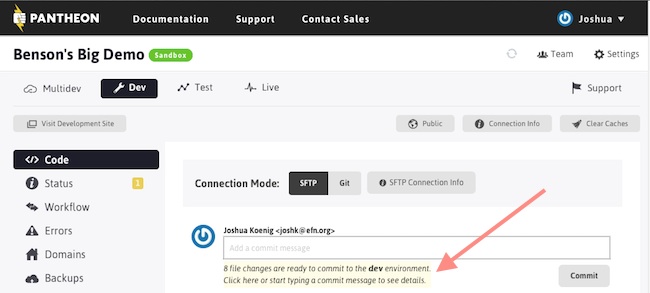 PANTHEON Documentation Support Contact Sales Joshua
Benson's Big Demo Sandbox Team Settings
Multidev Dev Test Live Support
Visit Development Site Public Connection Info Clear Caches
Code
Status 1
Workflow
Errors
Domains
Backups
Connection Mode: SFTP Git SFTP Connection Info
Joshua Koenig <joshk@efn.org>
Add a commit message
8 file changes are ready to commit to the dev environment.
Click here or start typing a commit message to see details.
Commit